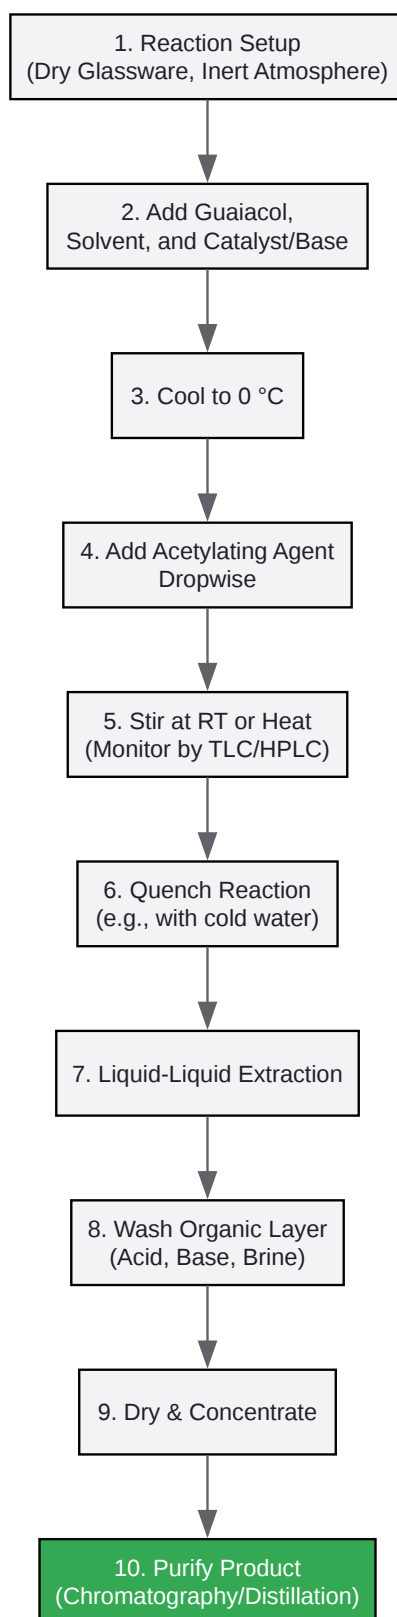 1. Reaction Setup
(Dry Glassware, Inert Atmosphere)
2. Add Guaiacol,
Solvent, and Catalyst/Base
3. Cool to 0 °C
4. Add Acetylating Agent
Dropwise
5. Stir at RT or Heat
(Monitor by TLC/HPLC)
6. Quench Reaction
(e.g., with cold water)
7. Liquid-Liquid Extraction
8. Wash Organic Layer
(Acid, Base, Brine)
9. Dry & Concentrate
10. Purify Product
(Chromatography/Distillation)